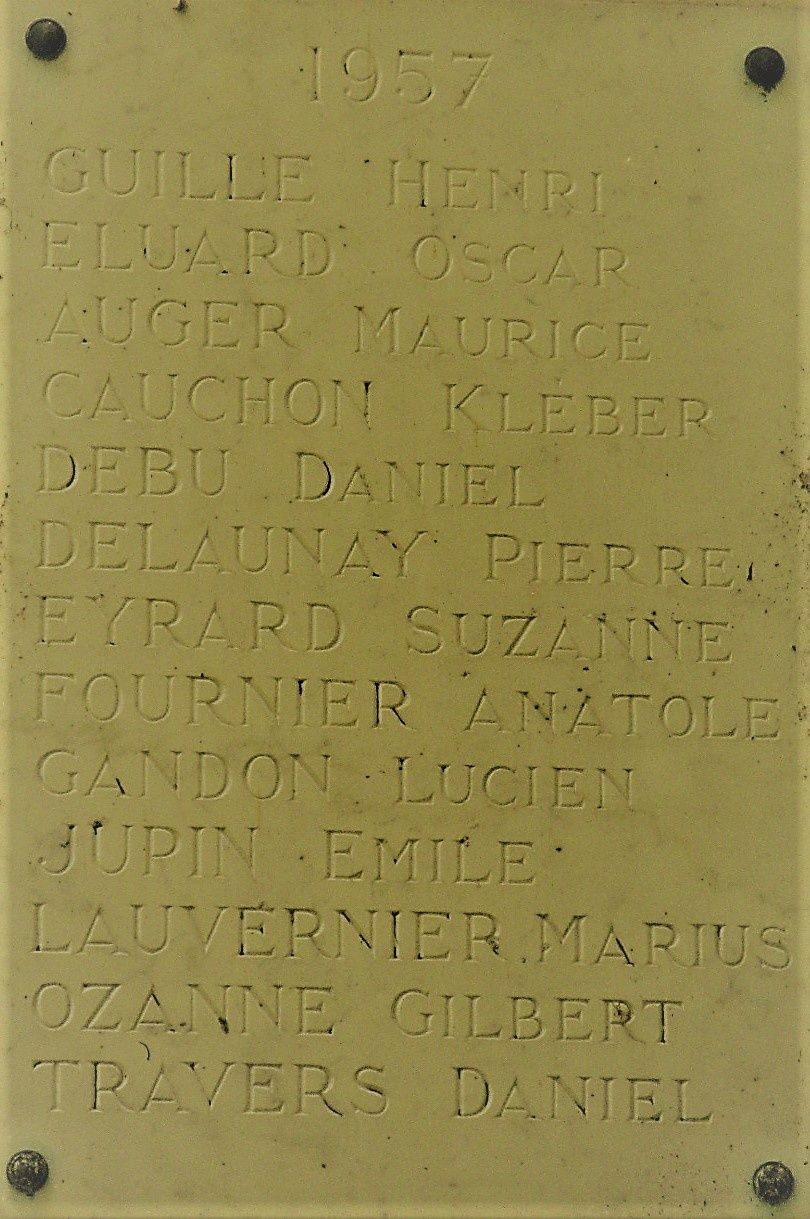 1957
GUILLE HENRI
ELUARD OSCAR
AUGER MAURICE
CAUCHON KLÉBER
DEBU DANIEL
DELAUNAY PIERRE
EYRARD SUZANNE
FOURNIER ANATOLE
GANDON LUCIEN
JUPIN EMILE
LAUVERNIER MARIUS
OZANNE GILBERT
TRAVERS DANIEL